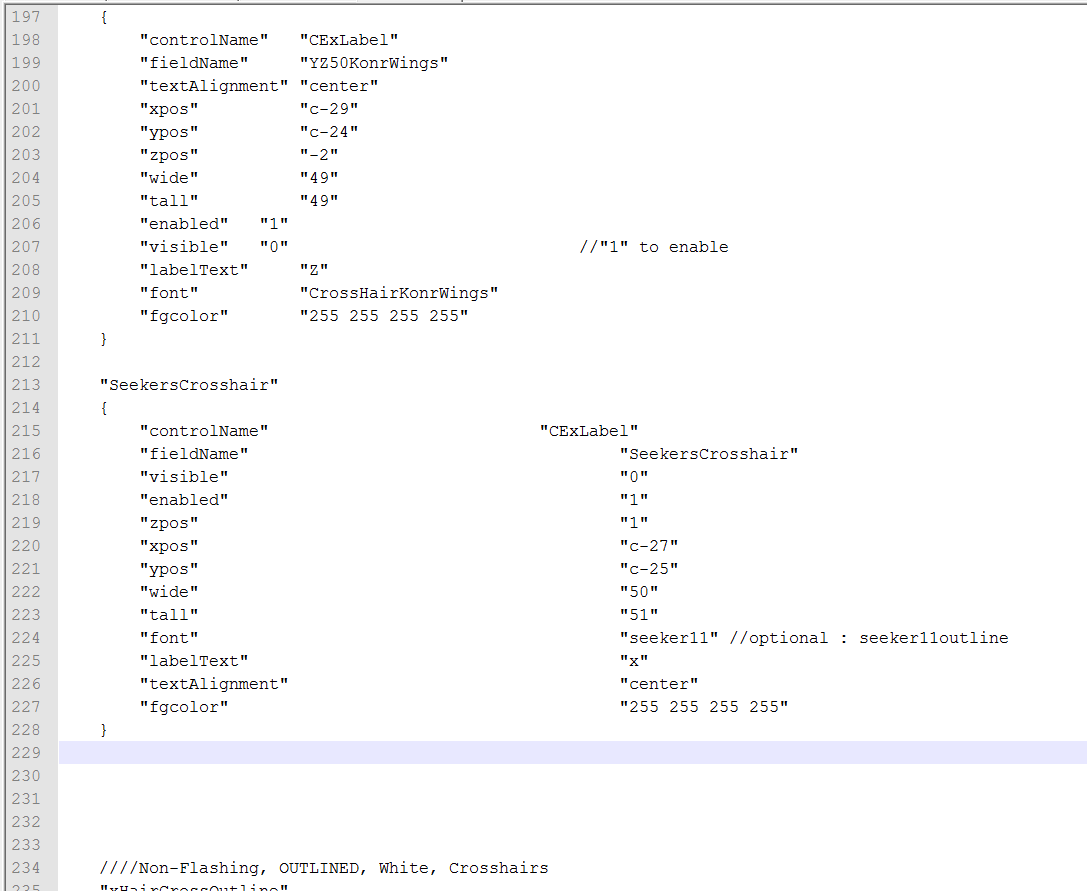 197 {
198 "controlName" "CExLabel"
199 "fieldName" "YZ50KonrWings"
200 "textAlignment" "center"
201 "xpos" "c-29"
202 "ypos" "c-24"
203 "zpos" "-2"
204 "wide" "49"
205 "tall" "49"
206 "enabled" "1"
207 "visible" "0" //"1" to enable
208 "labelText" "Z"
209 "font" "CrossHairKonrWings"
210 "fgcolor" "255 255 255 255"
211 }
212
213 "SeekersCrosshair"
214 {
215 "controlName" "CExLabel"
216 "fieldName" "SeekersCrosshair"
217 "visible" "0"
218 "enabled" "1"
219 "zpos" "1"
220 "xpos" "c-27"
221 "ypos" "c-25"
222 "wide" "50"
223 "tall" "51"
224 "font" "seeker11" //optional : seeker11outline
225 "labelText" "x"
226 "textAlignment" "center"
227 "fgcolor" "255 255 255 255"
228 }
229
230
231
232
233
234 ////Non-Flashing, OUTLINED, White, Crosshairs
235 "xHairCrossOutline"